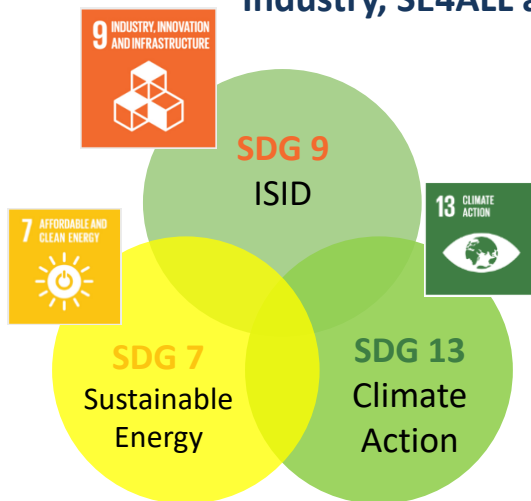 Industry, SE4ALL a
9 INDUSTRY, INNOVATION
AND INFRASTRUCTURE
SDG 9
ISID
13 CLIMATE
ACTION
7 AFFORDABLE AND
CLEAN ENERGY
SDG 7
Sustainable
Energy
SDG 13
Climate
Action